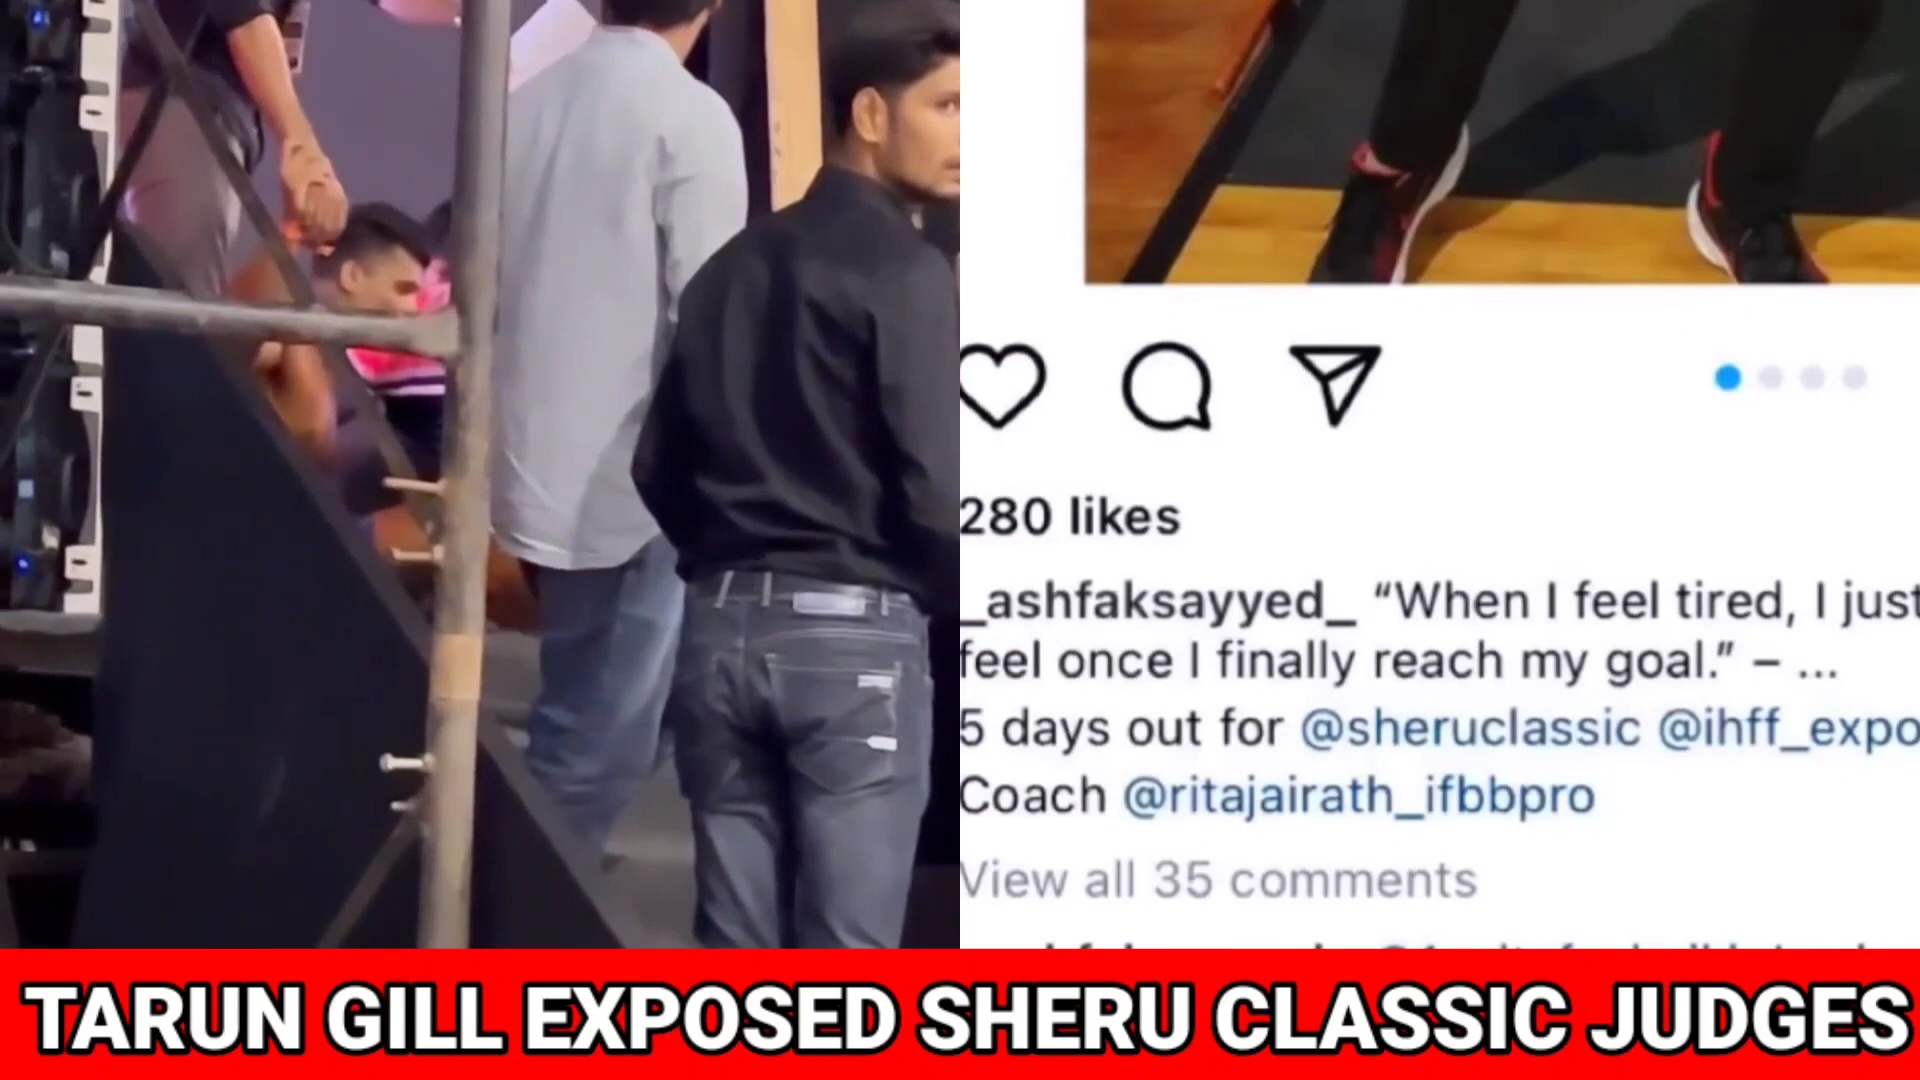 280 likes
_ashfaksayyed_ “When I feel tired, I just
feel once I finally reach my goal.” – ...
5 days out for @sheruclassic @ihff_expo
Coach @ritajairath_ifbbpro
View all 35 comments
TARUN GILL EXPOSED SHERU CLASSIC JUDGES